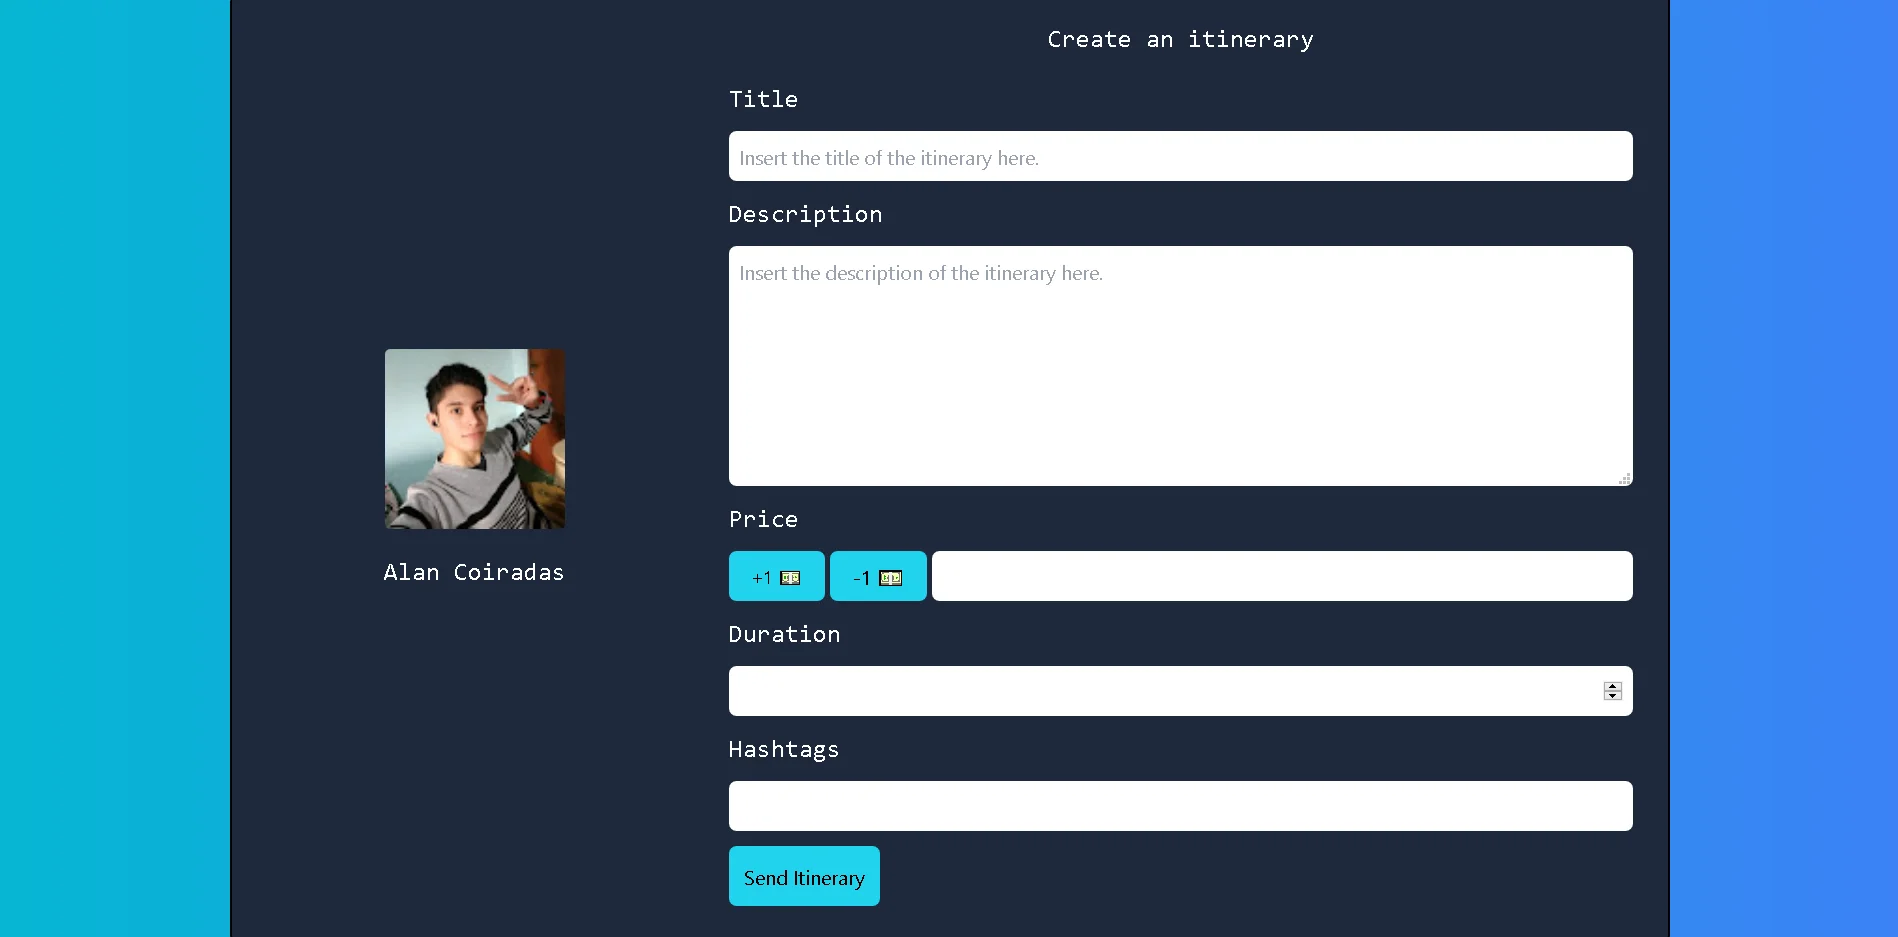 Create an itinerary
Title
Insert the title of the itinerary here.
Description
Insert the description of the itinerary here.
Alan Coiradas
Price
+1 💵 -1 💵
Duration
Hashtags
Send Itinerary